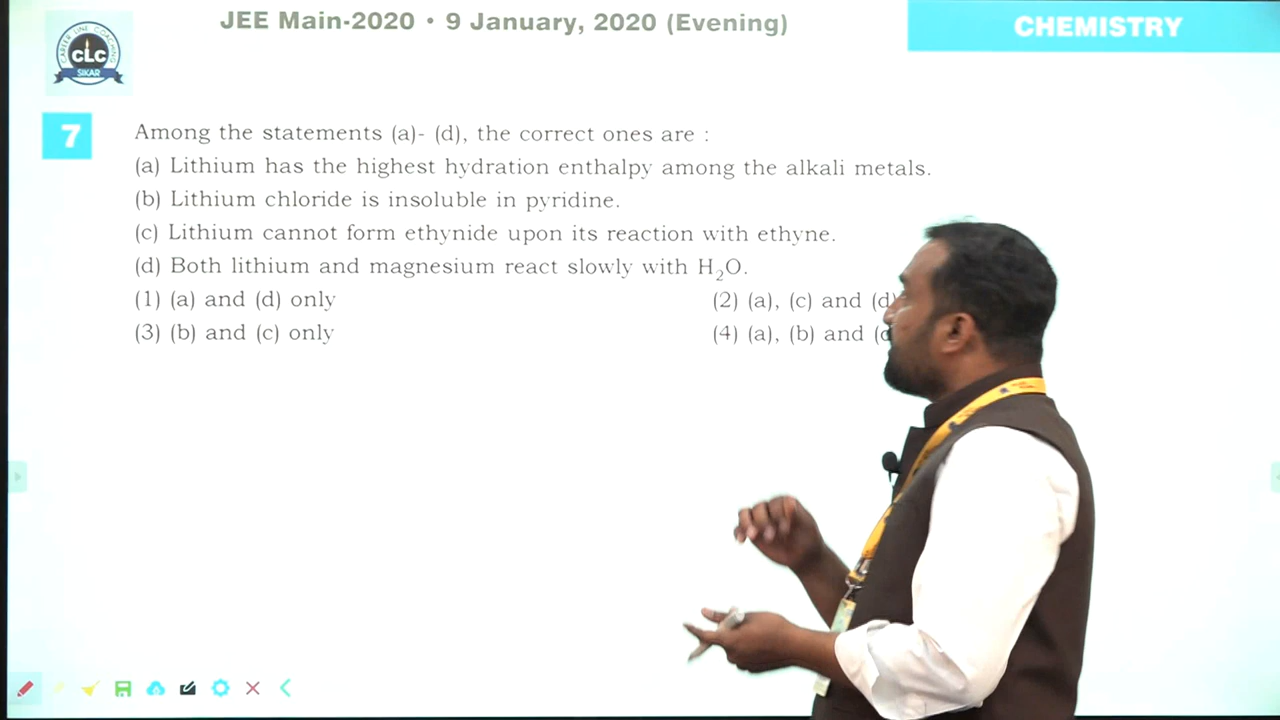 JEE Main-2020 • 9 January, 2020 (Evening)
CHEMISTRY
CAREER LINE COACHING
CLC
SIKAR
7
Among the statements (a)- (d), the correct ones are :
(a) Lithium has the highest hydration enthalpy among the alkali metals.
(b) Lithium chloride is insoluble in pyridine.
(c) Lithium cannot form ethynide upon its reaction with ethyne.
(d) Both lithium and magnesium react slowly with H₂O.
(1) (a) and (d) only
(2) (a), (c) and (d)
(3) (b) and (c) only
(4) (a), (b) and